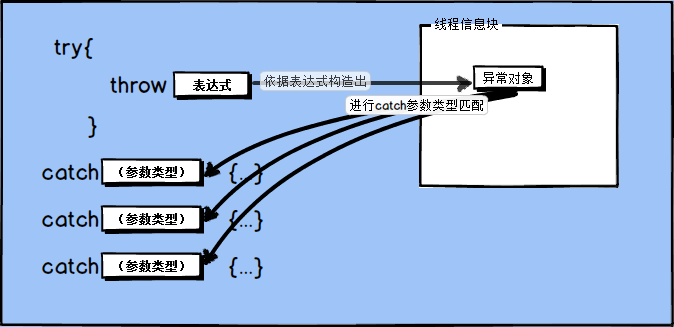 线程信息块
try{
throw 表达式 依据表达式构造出 异常对象
进行catch参数类型匹配
}
catch (参数类型) {...}
catch (参数类型) {...}
catch (参数类型) {...}